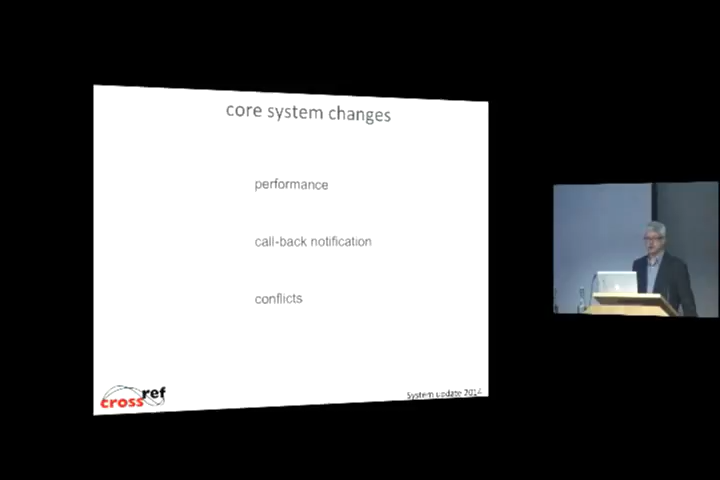 core system changes
performance
call-back notification
conflicts
crossref
System update 2014